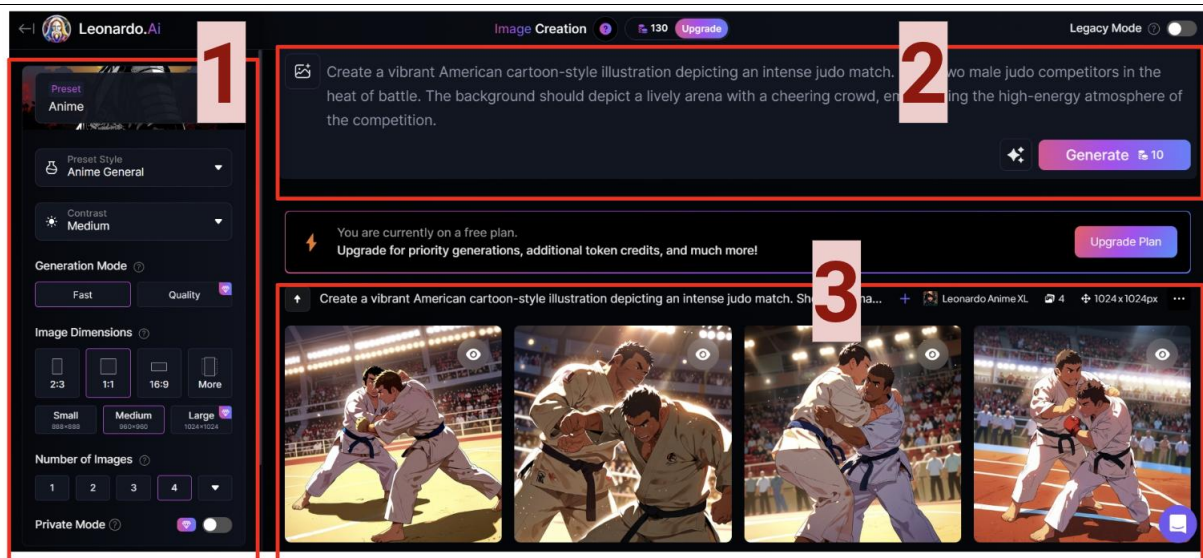 Leonardo.Ai
Image Creation ? 130 Upgrade
Legacy Mode ?
1
Preset
Anime
Preset Style
Anime General
Contrast
Medium
Generation Mode ?
Fast Quality
Image Dimensions ?
2:3 1:1 16:9 More
Small Medium Large
888×888 960×960 1024×1024
Number of Images ?
1 2 3 4
Private Mode ?
2
Create a vibrant American cartoon-style illustration depicting an intense judo match. wo male judo competitors in the
heat of battle. The background should depict a lively arena with a cheering crowd, ing the high-energy atmosphere of
the competition.
Generate 10
You are currently on a free plan.
Upgrade for priority generations, additional token credits, and much more!
Upgrade Plan
3
Create a vibrant American cartoon-style illustration depicting an intense judo match. ma... + Leonardo Anime XL 4 1024 x 1024px ...